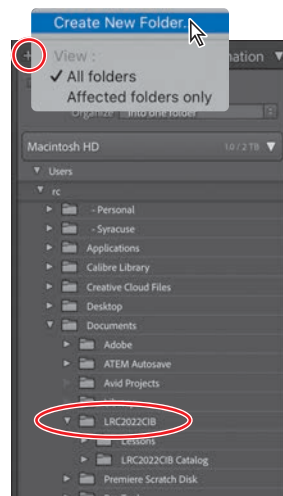 Create New Folder...
+ View :
ation ▼
✓ All folders
Affected folders only
Organize Into one folder
Macintosh HD 1.0 / 2 TB ▼
Users
rc
- Personal
- Syracuse
Applications
Calibre Library
Creative Cloud Files
Desktop
Documents
Adobe
ATEM Autosave
Avid Projects
LRC2022CIB
Lessons
LRC2022CIB Catalog
Premiere Scratch Disk